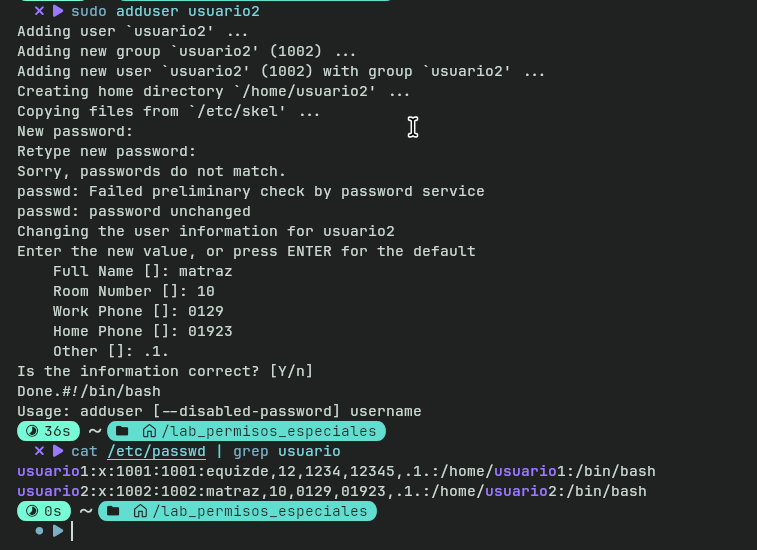 × ▶ sudo adduser usuario2
Adding user `usuario2' ...
Adding new group `usuario2' (1002) ...
Adding new user `usuario2' (1002) with group `usuario2' ...
Creating home directory `/home/usuario2' ...
Copying files from `/etc/skel' ...
New password:
Retype new password:
Sorry, passwords do not match.
passwd: Failed preliminary check by password service
passwd: password unchanged
Changing the user information for usuario2
Enter the new value, or press ENTER for the default
    Full Name []: matraz
    Room Number []: 10
    Work Phone []: 0129
    Home Phone []: 01923
    Other []: .1.
Is the information correct? [Y/n]
Done.#!/bin/bash
Usage: adduser [--disabled-password] username
36s ~ /lab_permisos_especiales
× ▶ cat /etc/passwd | grep usuario
usuario1:x:1001:1001:equizde,12,1234,12345,.1.:/home/usuario1:/bin/bash
usuario2:x:1002:1002:matraz,10,0129,01923,.1.:/home/usuario2:/bin/bash
0s ~ /lab_permisos_especiales